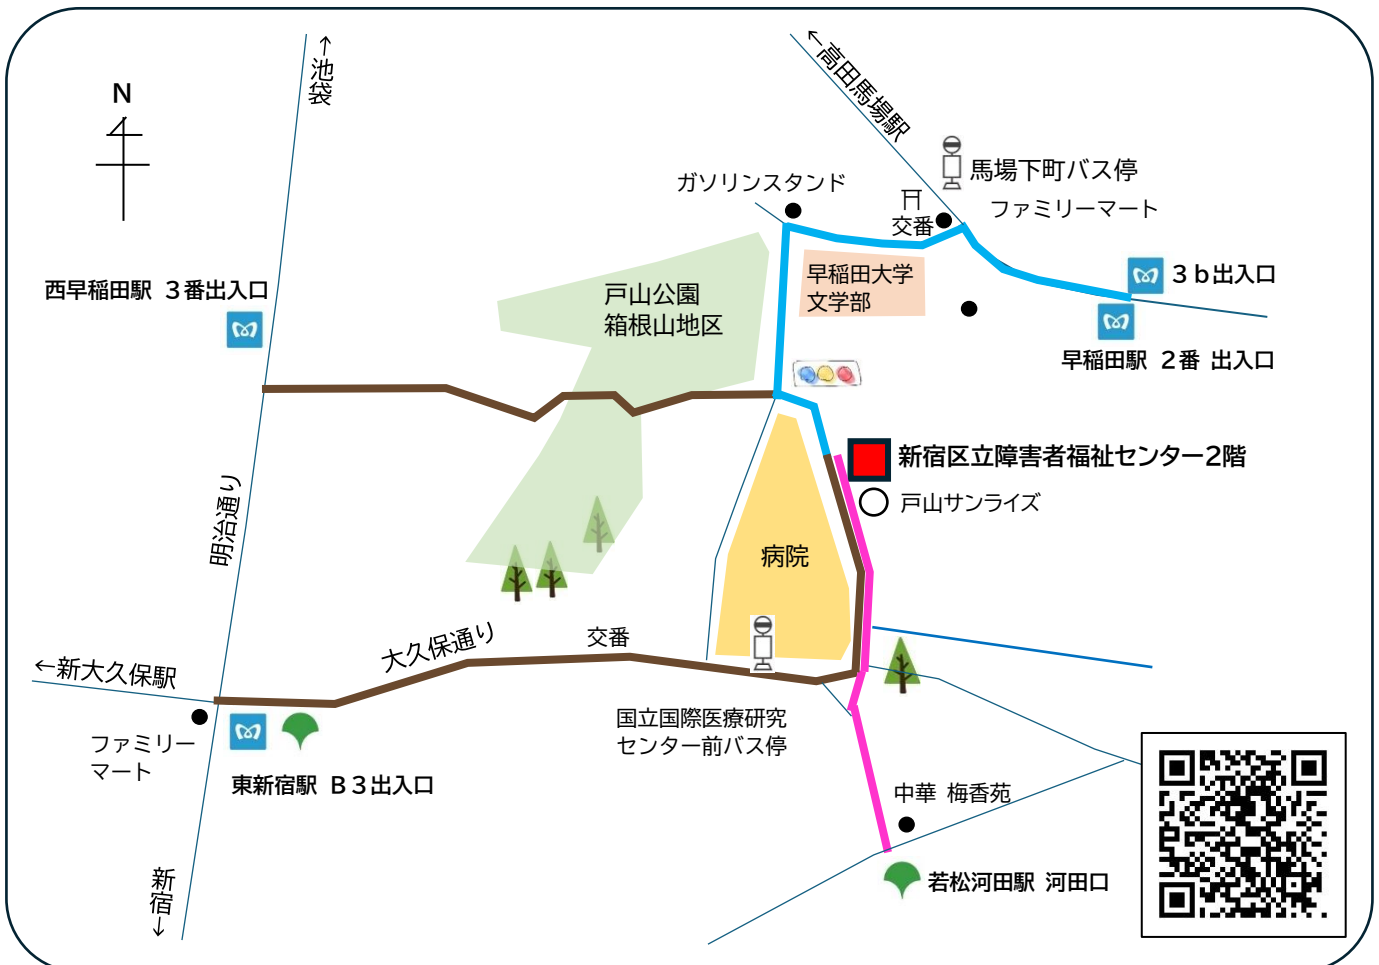 ←高田馬場駅
↑池袋
N
馬場下町バス停
ガソリンスタンド
交番
ファミリーマート
早稲田大学
文学部
3b出入口
西早稲田駅 3番出入口
戸山公園
箱根山地区
早稲田駅 2番 出入口
新宿区立障害者福祉センター2階
戸山サンライズ
明治通り
病院
大久保通り
交番
←新大久保駅
国立国際医療研究
センター前バス停
ファミリー
マート
東新宿駅 B3出入口
中華 梅香苑
新宿↓
若松河田駅 河田口